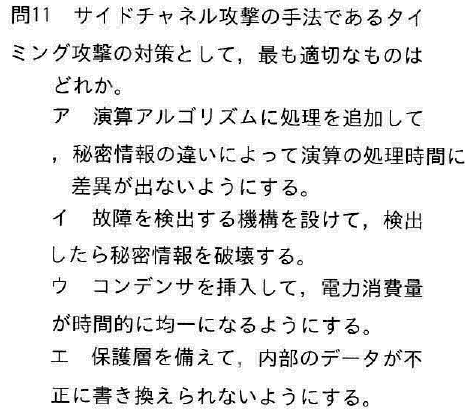 問11　サイドチャネル攻撃の手法であるタイ
ミング攻撃の対策として，最も適切なものは
どれか。
ア　演算アルゴリズムに処理を追加して
，秘密情報の違いによって演算の処理時間に
差異が出ないようにする。
イ　故障を検出する機構を設けて，検出
したら秘密情報を破壊する。
ウ　コンデンサを挿入して，電力消費量
が時間的に均一になるようにする。
エ　保護層を備えて，内部のデータが不
正に書き換えられないようにする。